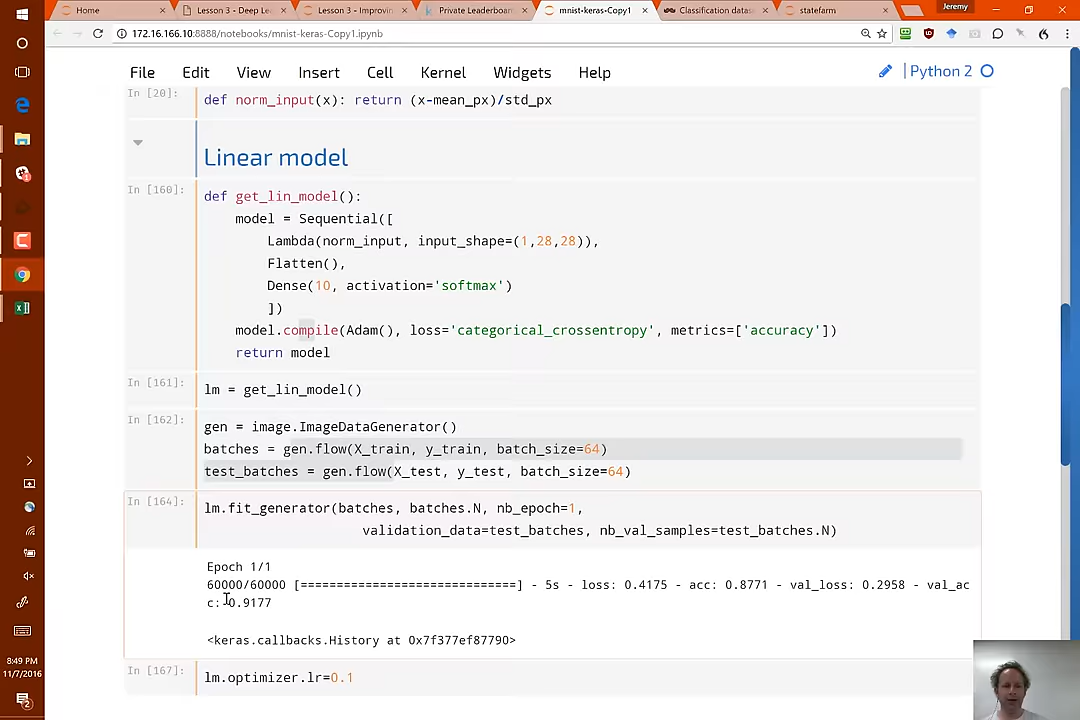 Jeremy
Home
Lesson 3 - Deep Le
Lesson 3 - Improvin
Private Leaderboar
mnist-keras-Copy1
Classification datas
statefarm
172.16.166.10:8888/notebooks/mnist-keras-Copy1.ipynb
File Edit View Insert Cell Kernel Widgets Help Python 2
In [20]: def norm_input(x): return (x-mean_px)/std_px
Linear model
In [160]: def get_lin_model():
model = Sequential([
Lambda(norm_input, input_shape=(1,28,28)),
Flatten(),
Dense(10, activation='softmax')
])
model.compile(Adam(), loss='categorical_crossentropy', metrics=['accuracy'])
return model
In [161]: lm = get_lin_model()
In [162]: gen = image.ImageDataGenerator()
batches = gen.flow(X_train, y_train, batch_size=64)
test_batches = gen.flow(X_test, y_test, batch_size=64)
In [164]: lm.fit_generator(batches, batches.N, nb_epoch=1,
validation_data=test_batches, nb_val_samples=test_batches.N)
Epoch 1/1
60000/60000 [==============================] - 5s - loss: 0.4175 - acc: 0.8771 - val_loss: 0.2958 - val_ac
c: 0.9177
<keras.callbacks.History at 0x7f377ef87790>
In [167]: lm.optimizer.lr=0.1
8:49 PM
11/7/2016